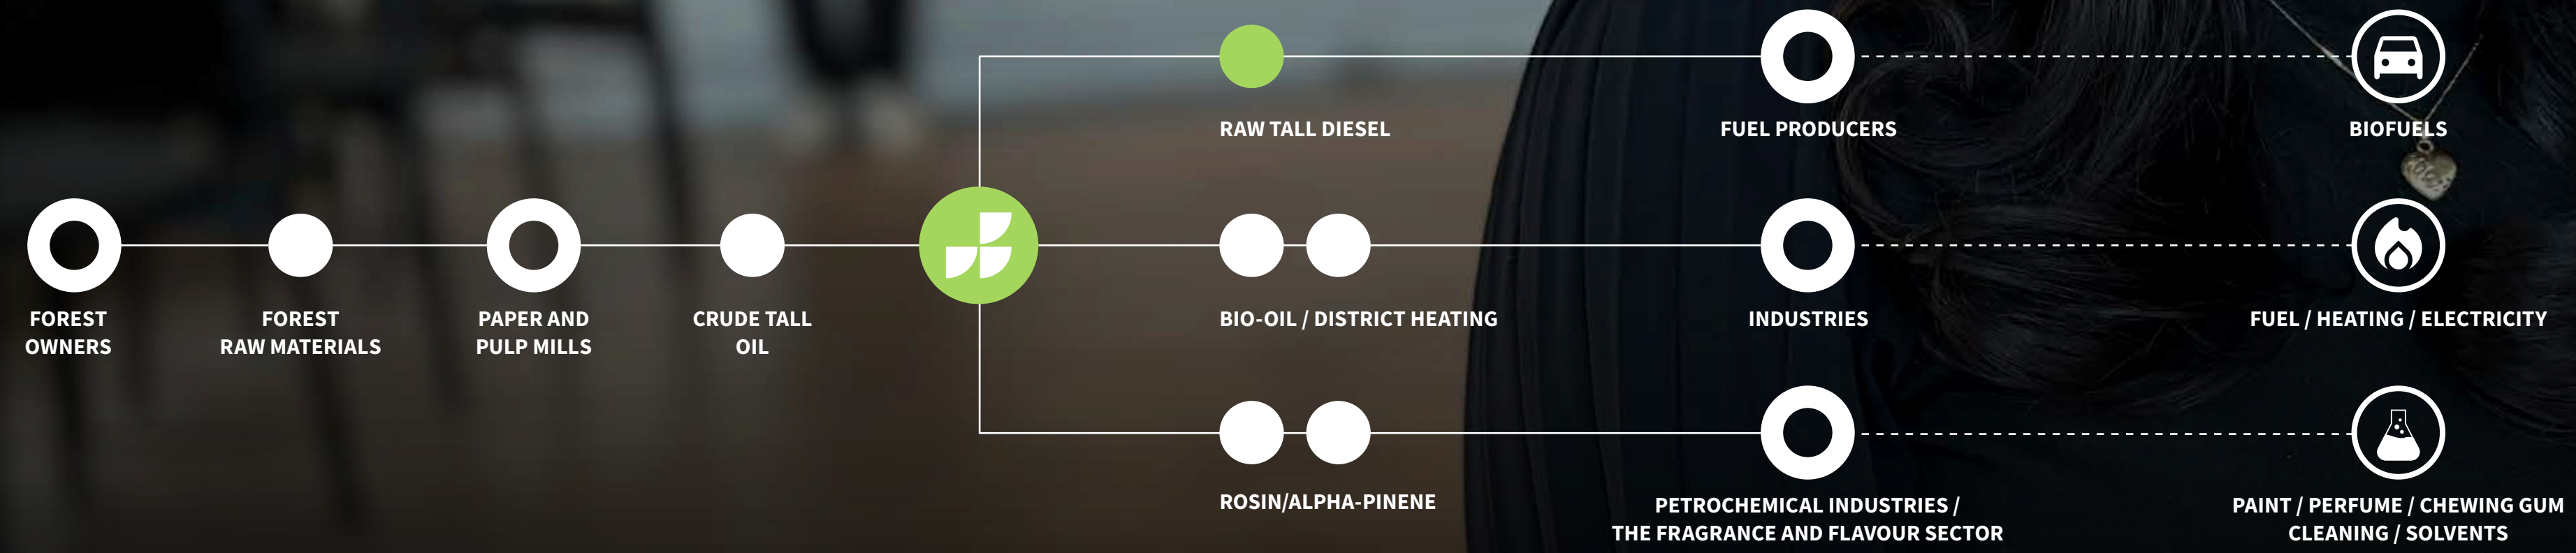 RAW TALL DIESEL
FUEL PRODUCERS
BIOFUELS
FOREST
OWNERS
FOREST
RAW MATERIALS
PAPER AND
PULP MILLS
CRUDE TALL
OIL
BIO-OIL / DISTRICT HEATING
INDUSTRIES
FUEL / HEATING / ELECTRICITY
ROSIN/ALPHA-PINENE
PETROCHEMICAL INDUSTRIES /
THE FRAGRANCE AND FLAVOUR SECTOR
PAINT / PERFUME / CHEWING GUM
CLEANING / SOLVENTS